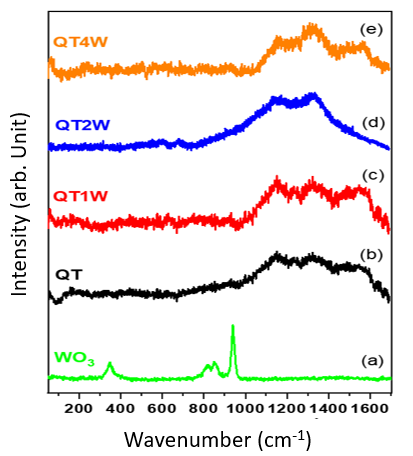 (e)
QT4W
(d)
QT2W
(c)
QT1W
(b)
QT
(a)
WO₃
Intensity (arb. Unit)
200 400 600 800 1000 1200 1400 1600
Wavenumber (cm⁻¹)